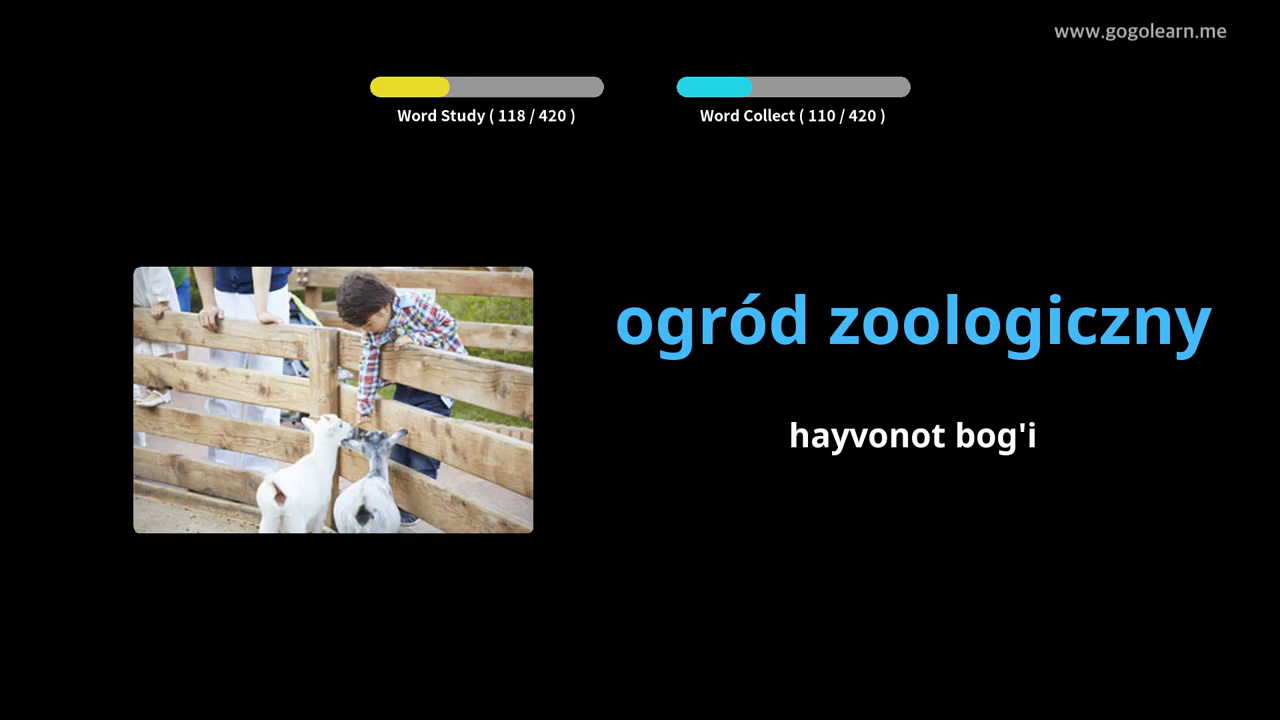 www.gogolearn.me
Word Study ( 118 / 420 )
Word Collect ( 110 / 420 )
ogród zoologiczny
hayvonot bog'i